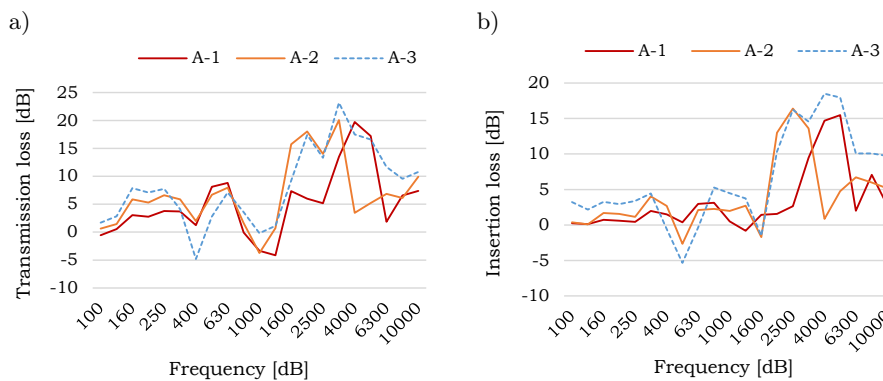 a)
A-1 A-2 A-3
Transmission loss [dB]
25
20
15
10
5
0
-5
-10
100 160 250 400 630 1000 1600 2500 4000 6300 10000
Frequency [dB]
b)
A-1 A-2 A-3
Insertion loss [dB]
20
15
10
5
0
-5
-10
100 160 250 400 630 1000 1600 2500 4000 6300 10000
Frequency [dB]